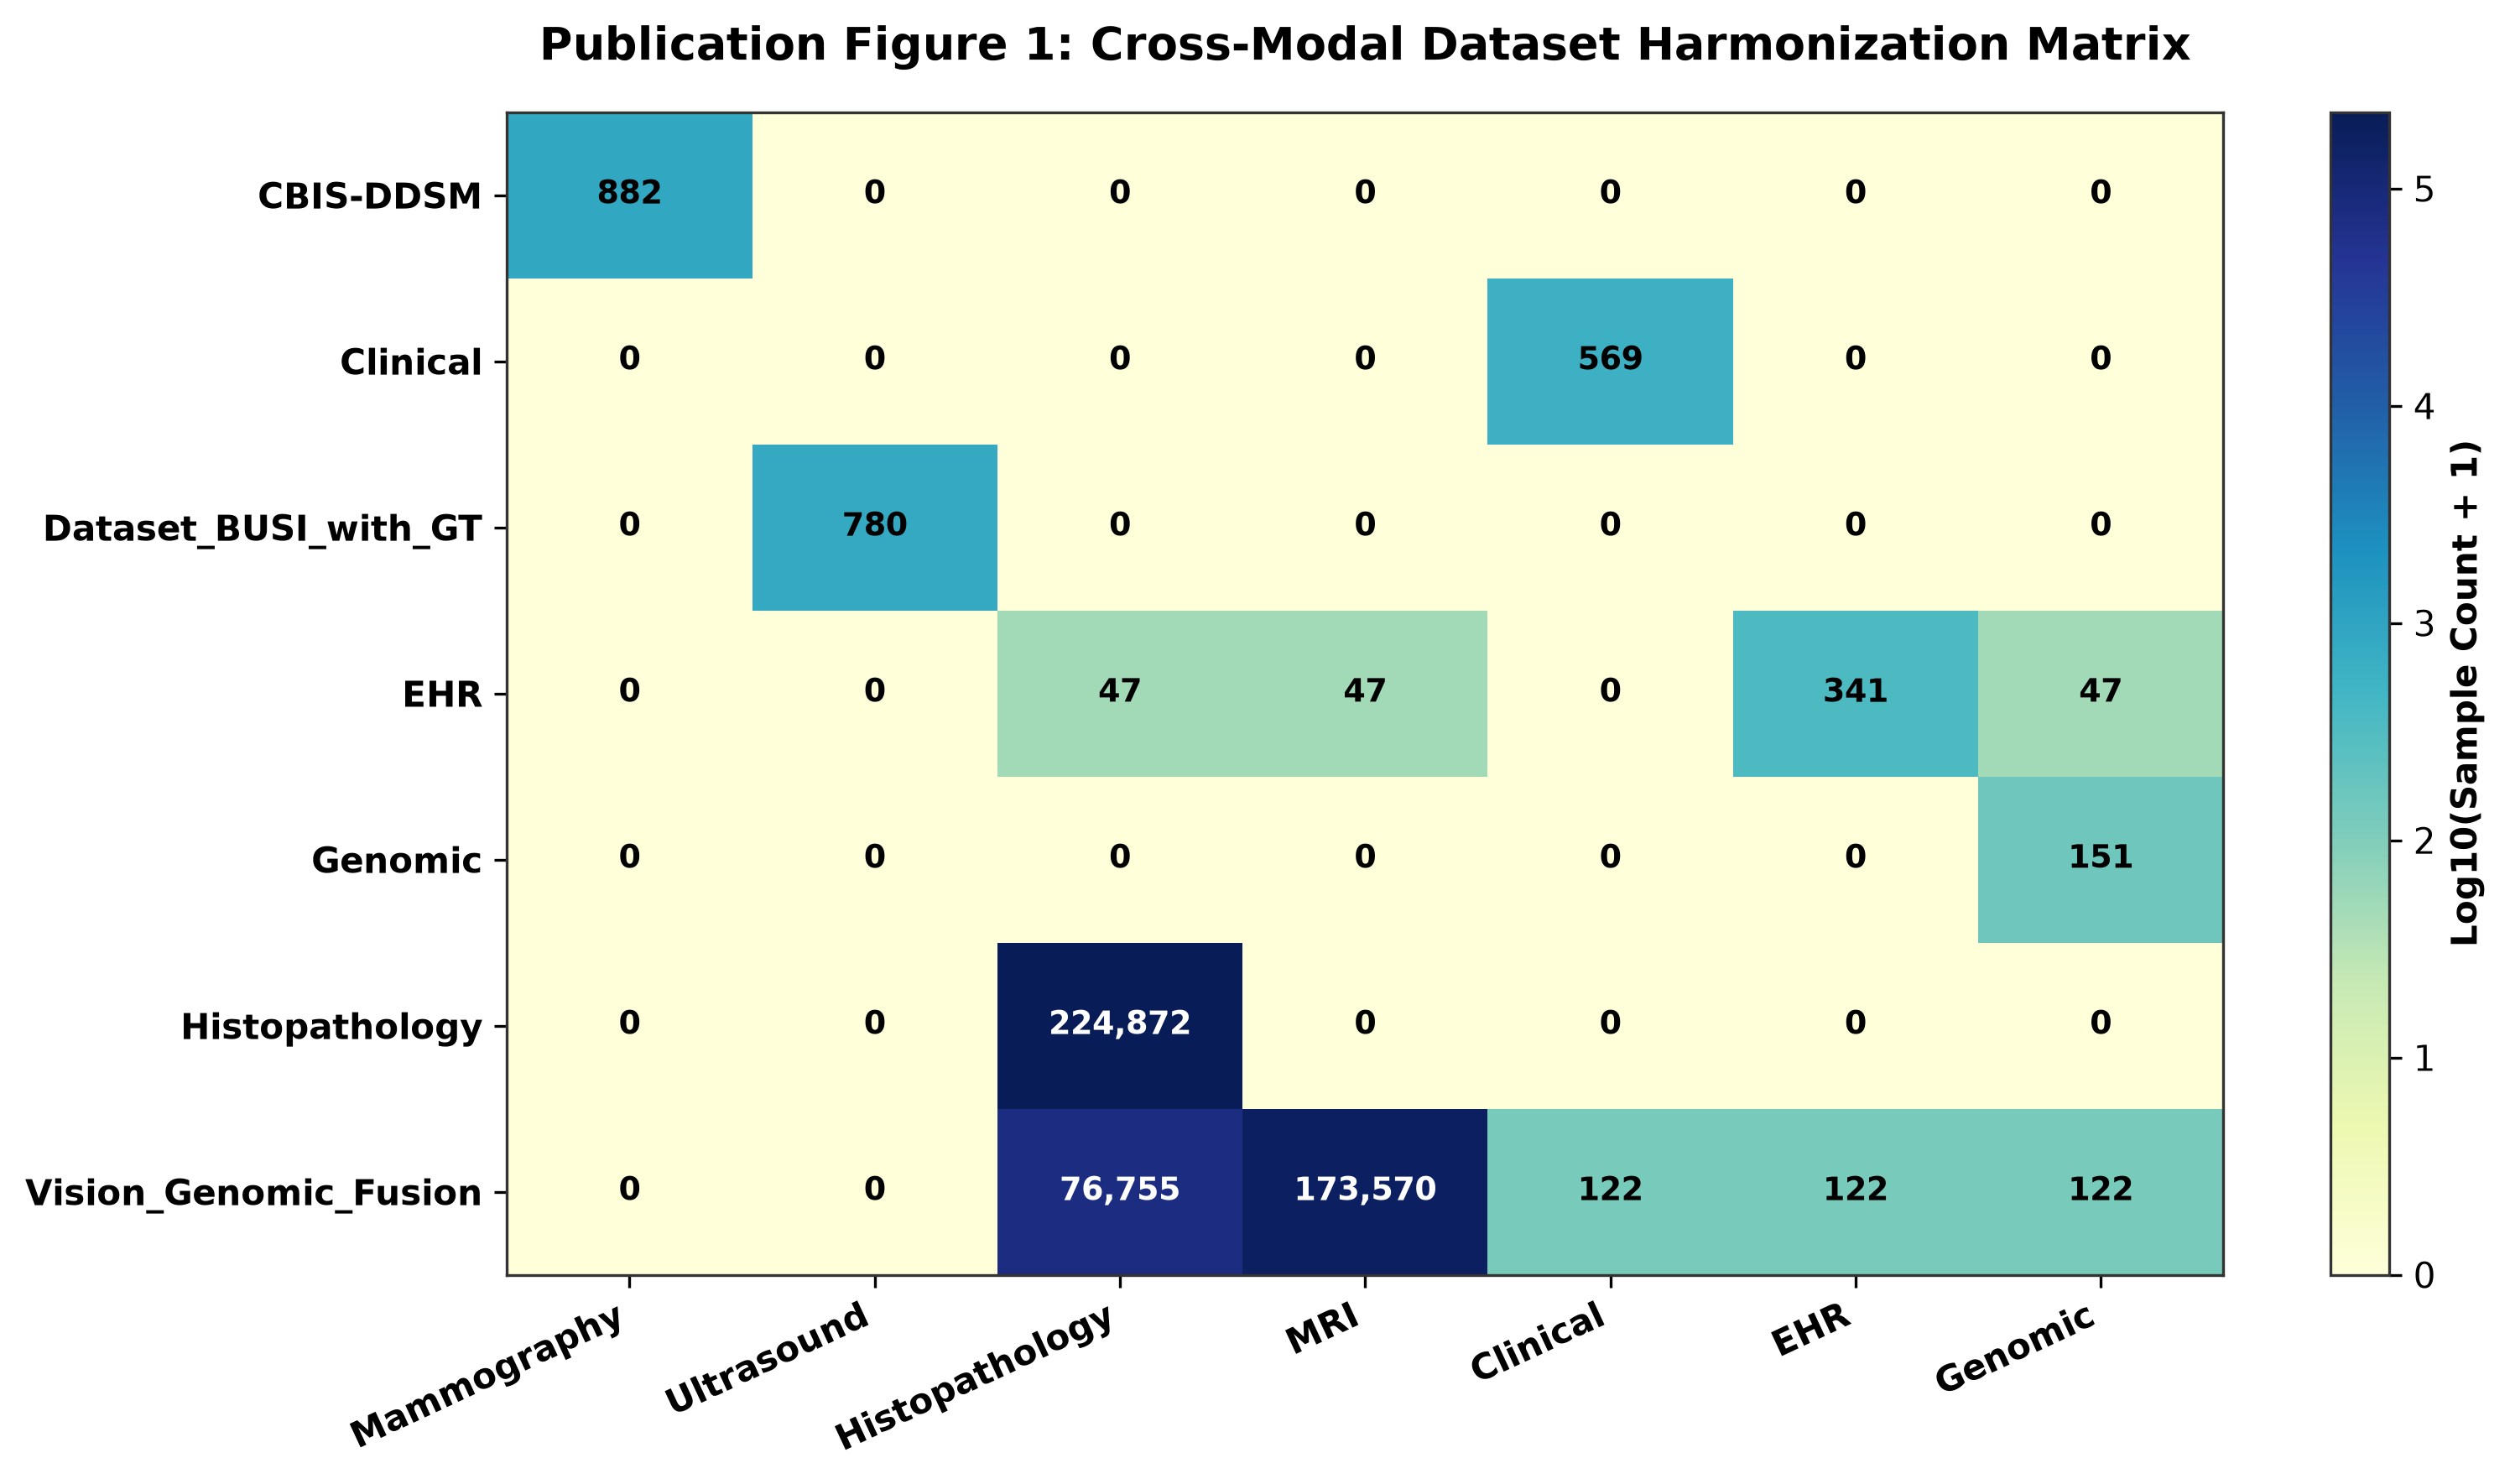 Publication Figure 1: Cross-Modal Dataset Harmonization Matrix
CBIS-DDSM 882 0 0 0 0 0 0
Clinical 0 0 0 0 569 0 0
Dataset_BUSI_with_GT 0 780 0 0 0 0 0
EHR 0 0 47 47 0 341 47
Genomic 0 0 0 0 0 0 151
Histopathology 0 0 224,872 0 0 0 0
Vision_Genomic_Fusion 0 0 76,755 173,570 122 122 122
Mammography Ultrasound Histopathology MRI Clinical EHR Genomic
5
4
3
2
1
0
Log10(Sample Count + 1)